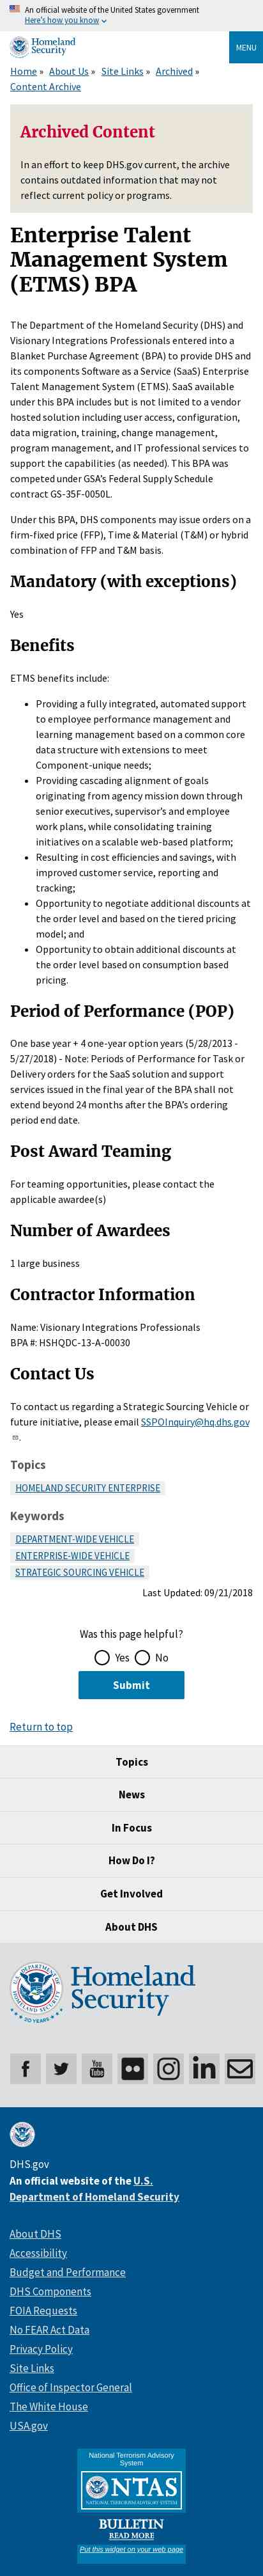 An official website of the United States government
Here's how you know
Homeland
Security
MENU
Home » About Us » Site Links » Archived »
Content Archive
Archived Content
In an effort to keep DHS.gov current, the archive
contains outdated information that may not
reflect current policy or programs.
Enterprise Talent
Management System
(ETMS) BPA
The Department of the Homeland Security (DHS) and
Visionary Integrations Professionals entered into a
Blanket Purchase Agreement (BPA) to provide DHS and
its components Software as a Service (SaaS) Enterprise
Talent Management System (ETMS). SaaS available
under this BPA includes but is not limited to a vendor
hosted solution including user access, configuration,
data migration, training, change management,
program management, and IT professional services to
support the capabilities (as needed). This BPA was
competed under GSA's Federal Supply Schedule
contract GS-35F-0050L.
Under this BPA, DHS components may issue orders on a
firm-fixed price (FFP), Time & Material (T&M) or hybrid
combination of FFP and T&M basis.
Mandatory (with exceptions)
Yes
Benefits
ETMS benefits include:
• Providing a fully integrated, automated support
to employee performance management and
learning management based on a common core
data structure with extensions to meet
Component-unique needs;
• Providing cascading alignment of goals
originating from agency mission down through
senior executives, supervisor's and employee
work plans, while consolidating training
initiatives on a scalable web-based platform;
• Resulting in cost efficiencies and savings, with
improved customer service, reporting and
tracking;
• Opportunity to negotiate additional discounts at
the order level and based on the tiered pricing
model; and
• Opportunity to obtain additional discounts at
the order level based on consumption based
pricing.
Period of Performance (POP)
One base year + 4 one-year option years (5/28/2013 -
5/27/2018) - Note: Periods of Performance for Task or
Delivery orders for the SaaS solution and support
services issued in the final year of the BPA shall not
extend beyond 24 months after the BPA's ordering
period end date.
Post Award Teaming
For teaming opportunities, please contact the
applicable awardee(s)
Number of Awardees
1 large business
Contractor Information
Name: Visionary Integrations Professionals
BPA #: HSHQDC-13-A-00030
Contact Us
To contact us regarding a Strategic Sourcing Vehicle or
future initiative, please email SSPOInquiry@hq.dhs.gov
.
Topics
HOMELAND SECURITY ENTERPRISE
Keywords
DEPARTMENT-WIDE VEHICLE
ENTERPRISE-WIDE VEHICLE
STRATEGIC SOURCING VEHICLE
Last Updated: 09/21/2018
Was this page helpful?
Yes No
Submit
Return to top
Topics
News
In Focus
How Do I?
Get Involved
About DHS
Homeland
Security
20 YEARS
You
Tube
DHS.gov
An official website of the U.S.
Department of Homeland Security
About DHS
Accessibility
Budget and Performance
DHS Components
FOIA Requests
No FEAR Act Data
Privacy Policy
Site Links
Office of Inspector General
The White House
USA.gov
National Terrorism Advisory
System
NTAS
NATIONAL TERRORISM ADVISORY SYSTEM
BULLETIN
READ MORE
Put this widget on your web page